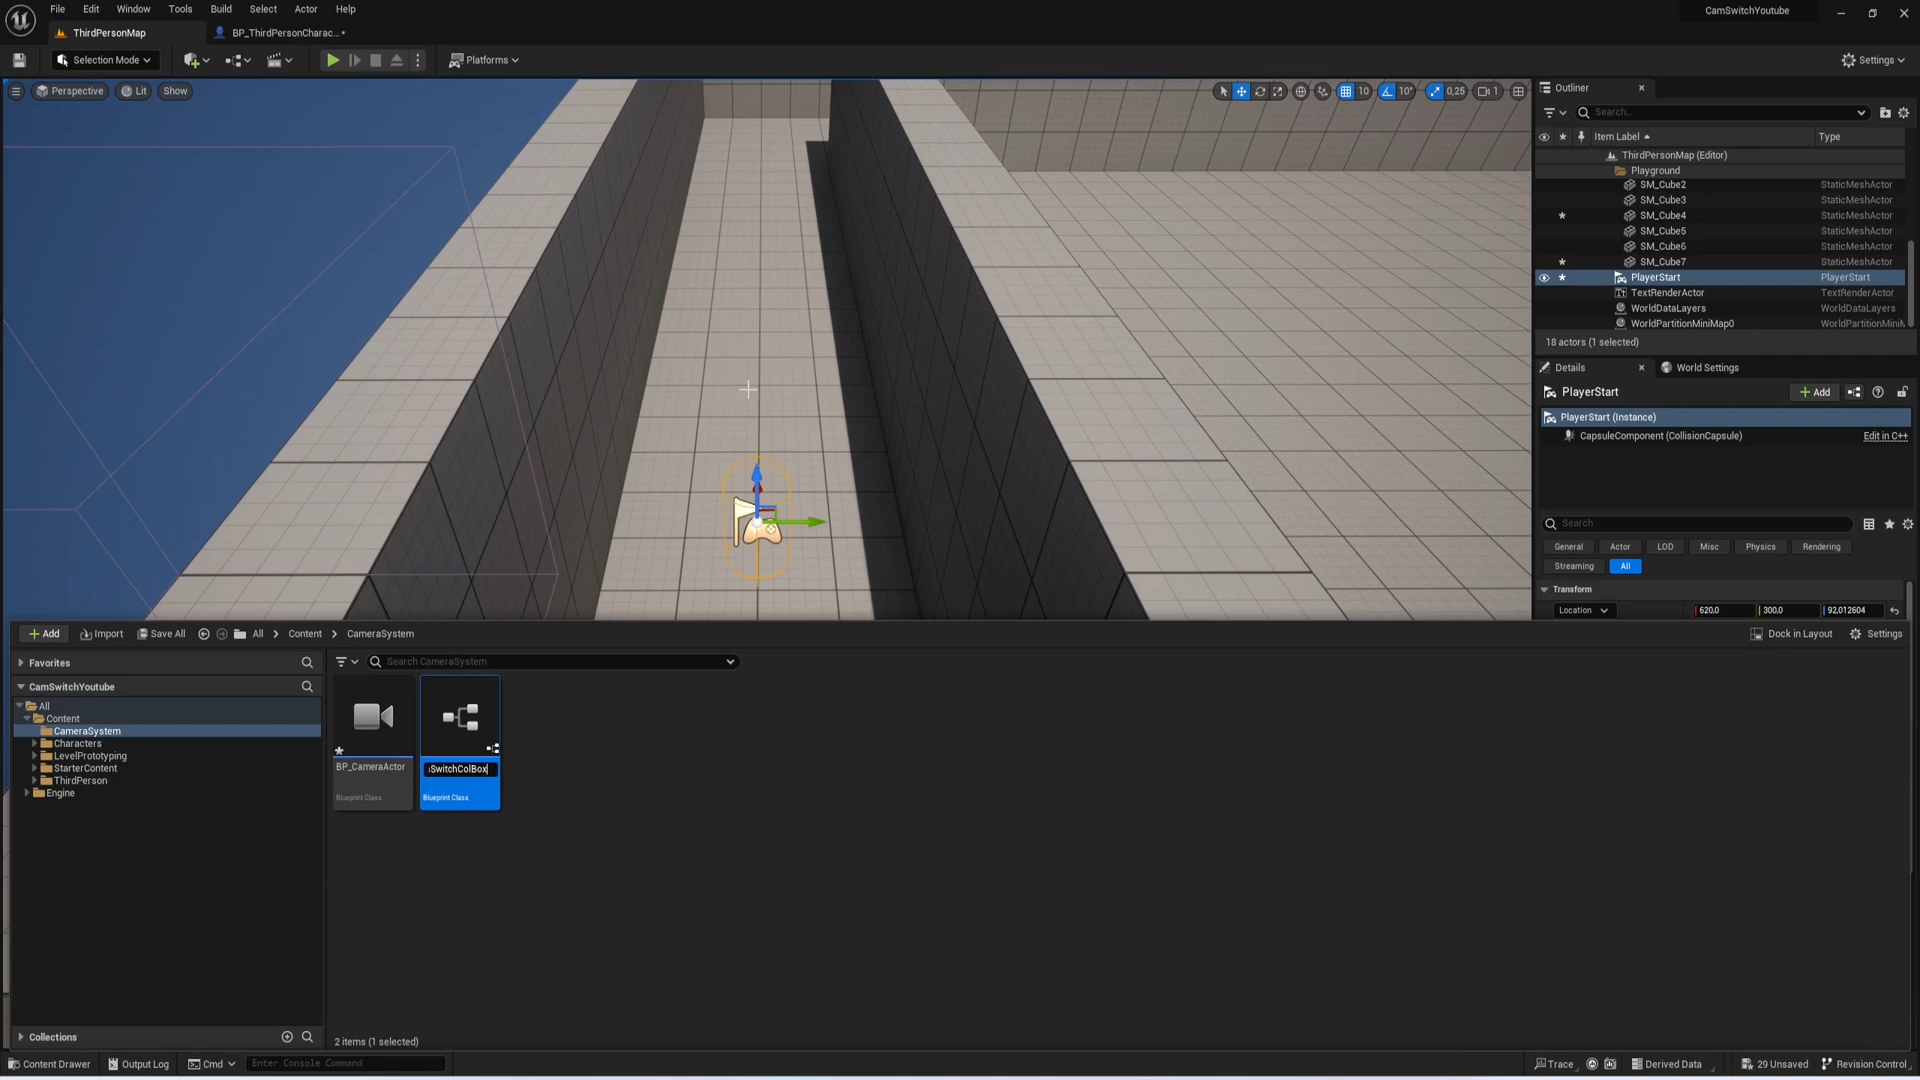 File Edit Window Tools Build Select Actor Help
CamSwitchYoutube
ThirdPersonMap
BP_ThirdPersonCharac...*
Selection Mode
Platforms
Settings
Perspective
Lit
Show
10
10°
0,25
1
Outliner
Search...
Item Label
Type
ThirdPersonMap (Editor)
Playground
SM_Cube2 StaticMeshActor
SM_Cube3 StaticMeshActor
SM_Cube4 StaticMeshActor
SM_Cube5 StaticMeshActor
SM_Cube6 StaticMeshActor
SM_Cube7 StaticMeshActor
PlayerStart PlayerStart
TextRenderActor TextRenderActor
WorldDataLayers WorldDataLayers
WorldPartitionMiniMap0 WorldPartitionMiniM
18 actors (1 selected)
Details
World Settings
PlayerStart
Add
PlayerStart (Instance)
CapsuleComponent (CollisionCapsule)
Edit in C++
Search
General Actor LOD Misc Physics Rendering
Streaming All
Transform
Location 620,0 300,0 92,012604
Add
Import
Save All
All
Content
CameraSystem
Dock in Layout
Settings
Favorites
Search CameraSystem
CamSwitchYoutube
All
Content
CameraSystem
Characters
LevelPrototyping
StarterContent
ThirdPerson
Engine
BP_CameraActor
Blueprint Class
SwitchColBox
Blueprint Class
Collections
2 items (1 selected)
Content Drawer
Output Log
Cmd
Enter Console Command
Trace
Derived Data
29 Unsaved
Revision Control